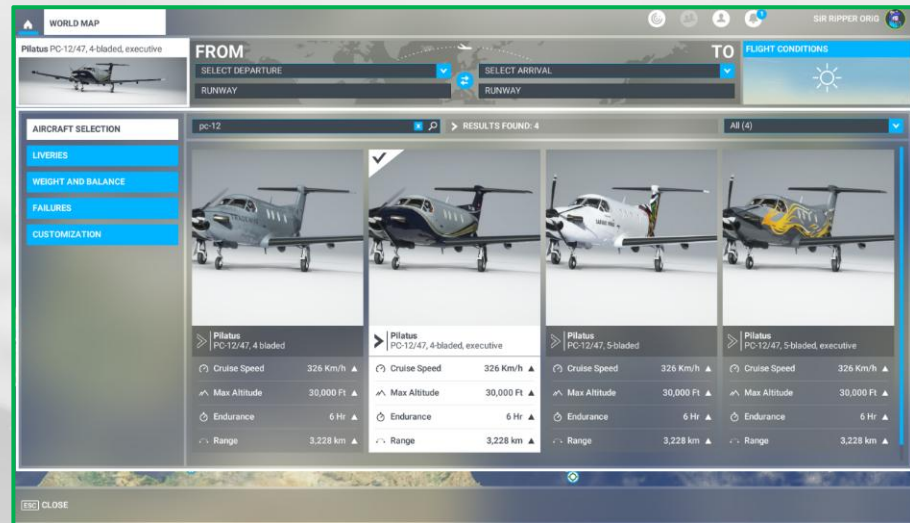 WORLD MAP
1
SIR RIPPER ORIG
Pilatus PC-12/47, 4-bladed, executive
FROM
TO
SELECT DEPARTURE
SELECT ARRIVAL
RUNWAY
RUNWAY
FLIGHT CONDITIONS
AIRCRAFT SELECTION
LIVERIES
WEIGHT AND BALANCE
FAILURES
CUSTOMIZATION
pc-12
RESULTS FOUND: 4
All (4)
Pilatus
PC-12/47, 4 bladed
Cruise Speed 326 Km/h
Max Altitude 30,000 Ft
Endurance 6 Hr
Range 3,228 km
Pilatus
PC-12/47, 4-bladed, executive
Cruise Speed 326 Km/h
Max Altitude 30,000 Ft
Endurance 6 Hr
Range 3,228 km
Pilatus
PC-12/47, 5-bladed
Cruise Speed 326 Km/h
Max Altitude 30,000 Ft
Endurance 6 Hr
Range 3,228 km
Pilatus
PC-12/47, 5-bladed, executive
Cruise Speed 326 Km/h
Max Altitude 30,000 Ft
Endurance 6 Hr
Range 3,228 km
ESC CLOSE